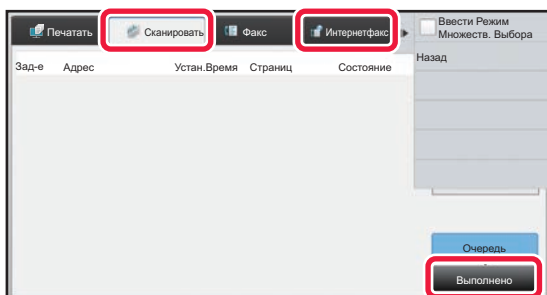 Печатать Сканировать Факс Интернетфакс
Ввести Режим
Множеств. Выбора
Зад-е Адрес Устан.Время Страниц Состояние
Назад
Очередь
Выполнено